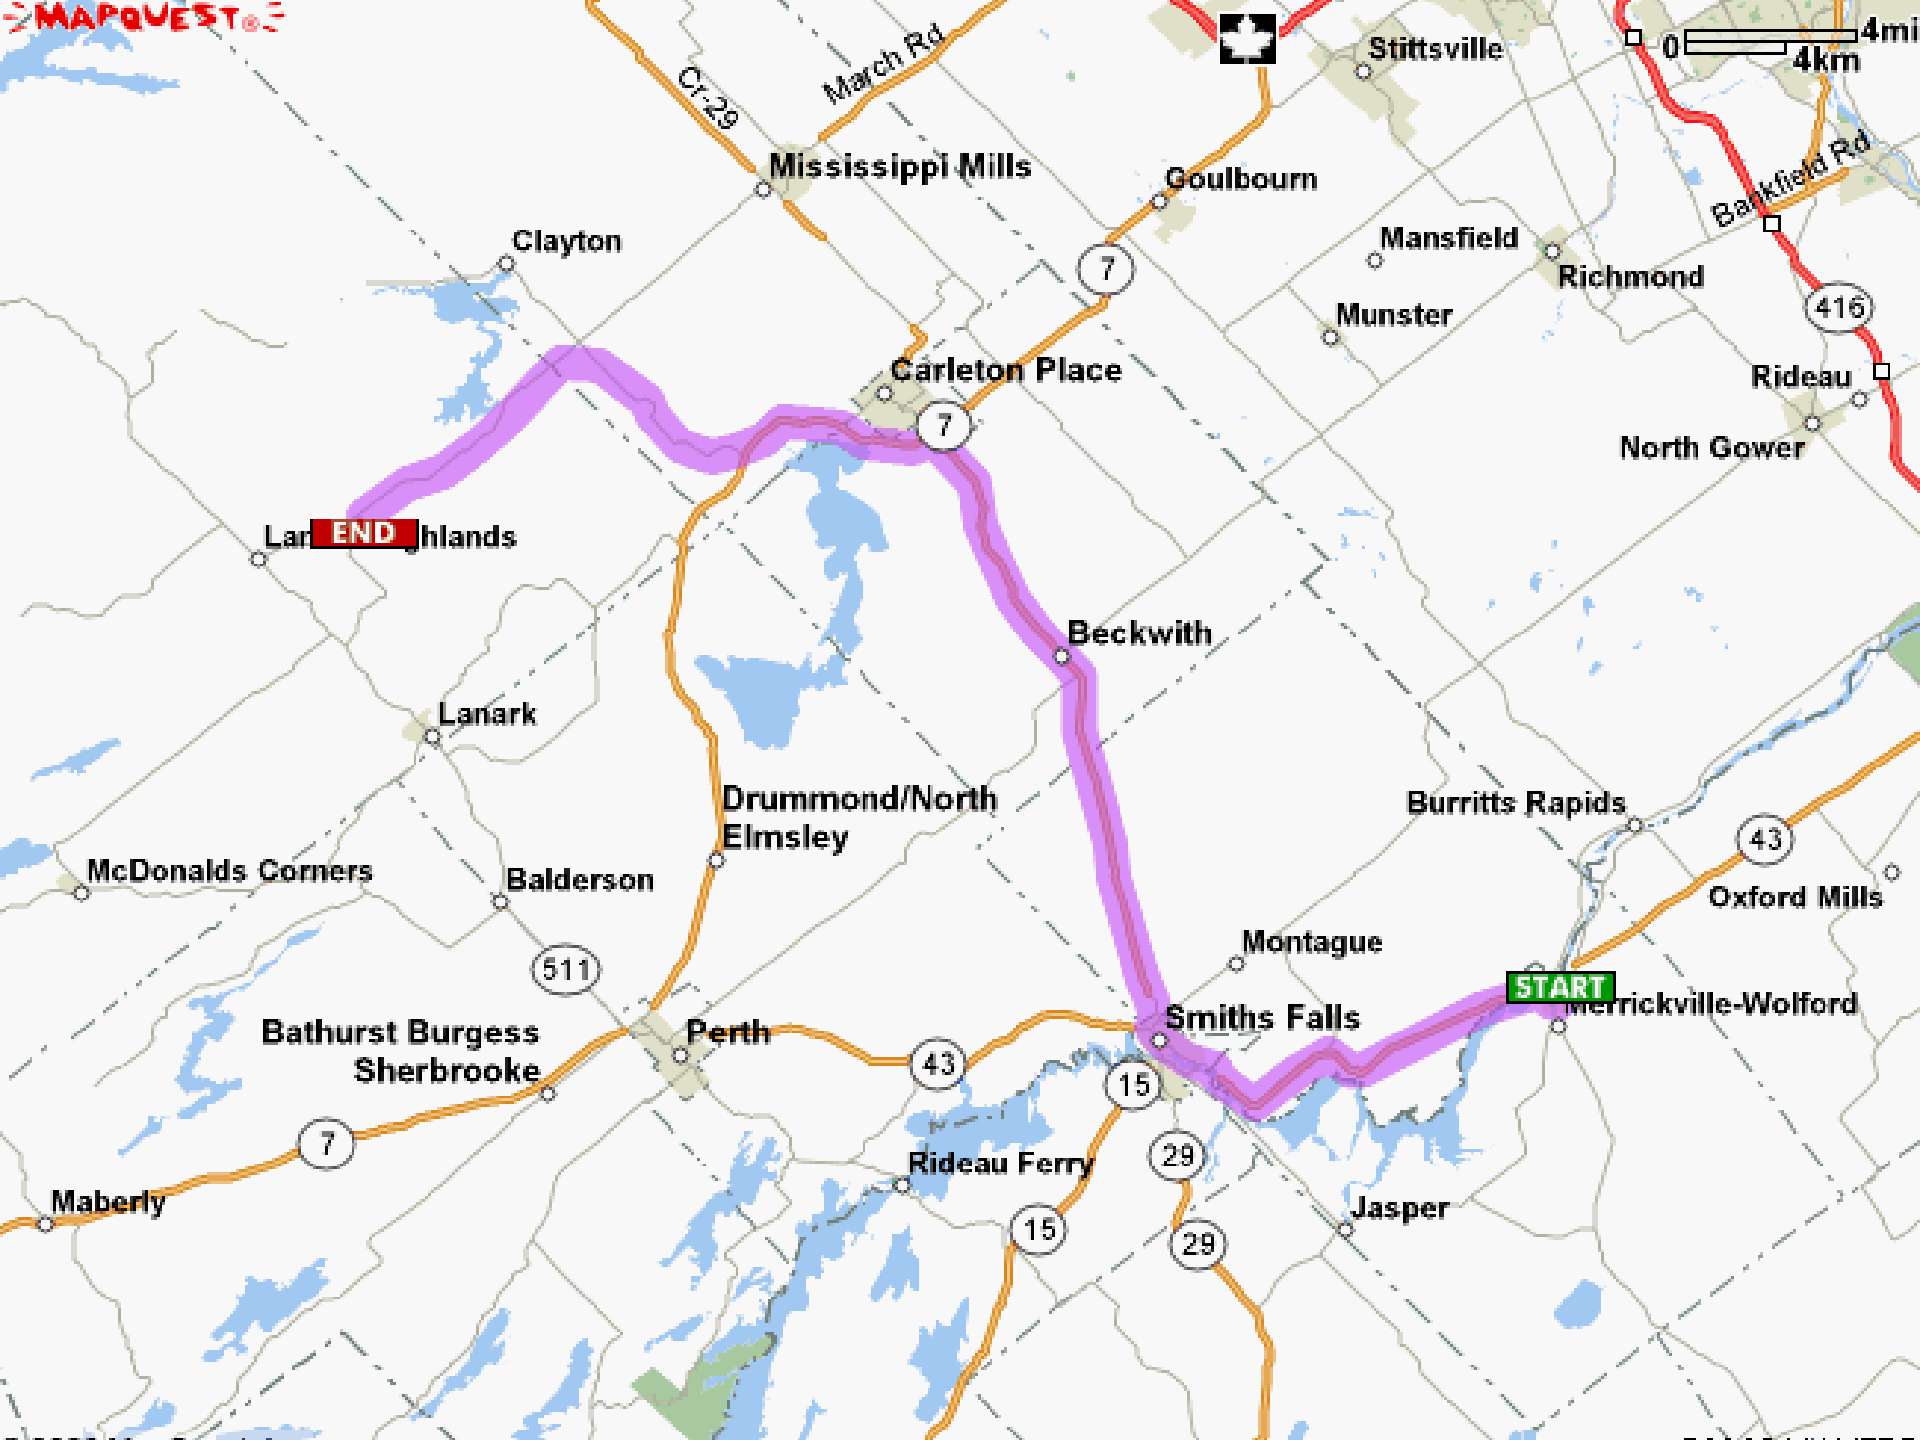 MAPQUEST®
Cr-29
March Rd
Stittsville
0 4mi
4km
Mississippi Mills
Goulbourn
Bankfield Rd
Clayton
Mansfield
7
Richmond
416
Munster
Carleton Place
Rideau
7
North Gower
END
hlands
Beckwith
Lanark
Drummond/North
Elmsley
Burritts Rapids
43
McDonalds Corners
Balderson
Oxford Mills
Montague
511
START
Merrickville-Wolford
Smiths Falls
Bathurst Burgess
Sherbrooke
Perth
43
15
7
29
Rideau Ferry
Maberly
Jasper
15
29